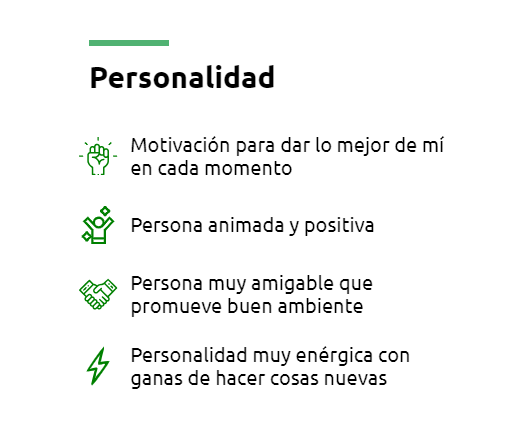 Personalidad
Motivación para dar lo mejor de mí
en cada momento
Persona animada y positiva
Persona muy amigable que
promueve buen ambiente
Personalidad muy enérgica con
ganas de hacer cosas nuevas